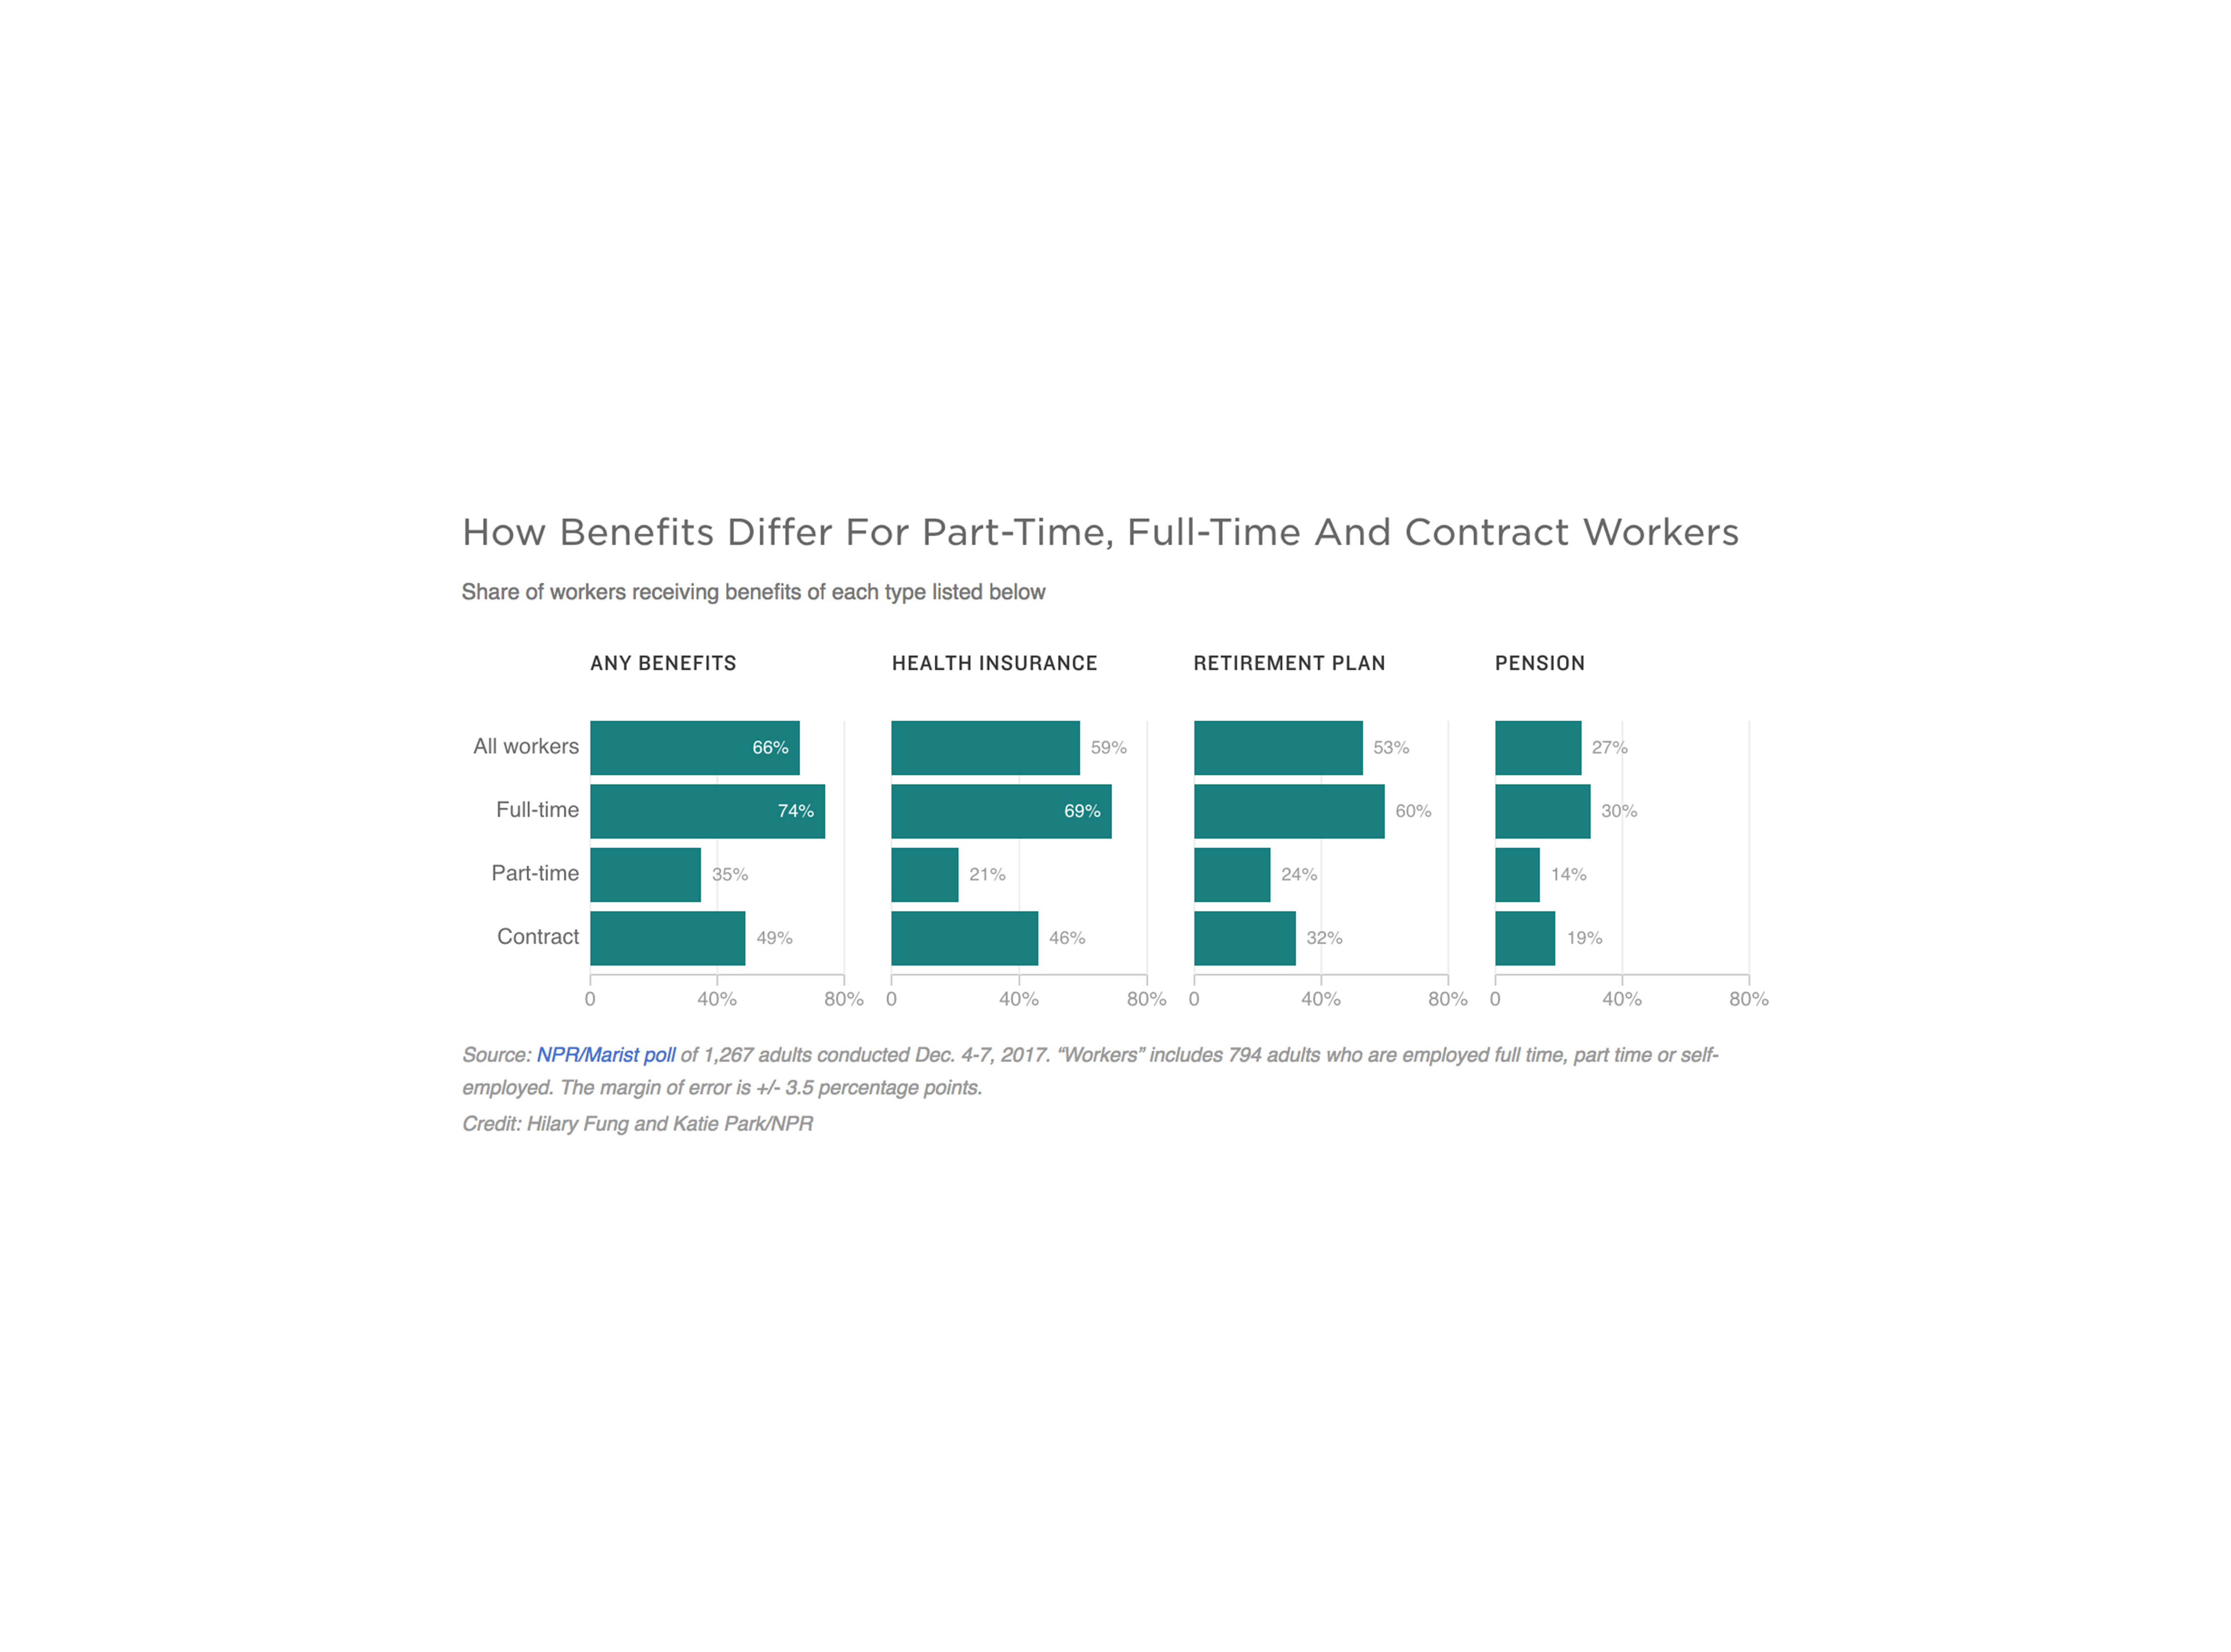 How Benefits Differ For Part-Time, Full-Time And Contract Workers
Share of workers receiving benefits of each type listed below
ANY BENEFITS HEALTH INSURANCE RETIREMENT PLAN PENSION
All workers 66% 59% 53% 27%
Full-time 74% 69% 60% 30%
Part-time 35% 21% 24% 14%
Contract 49% 46% 32% 19%
0 40% 80% 0 40% 80% 0 40% 80% 0 40% 80%
Source: NPR/Marist poll of 1,267 adults conducted Dec. 4-7, 2017. “Workers” includes 794 adults who are employed full time, part time or self-
employed. The margin of error is +/- 3.5 percentage points.
Credit: Hilary Fung and Katie Park/NPR